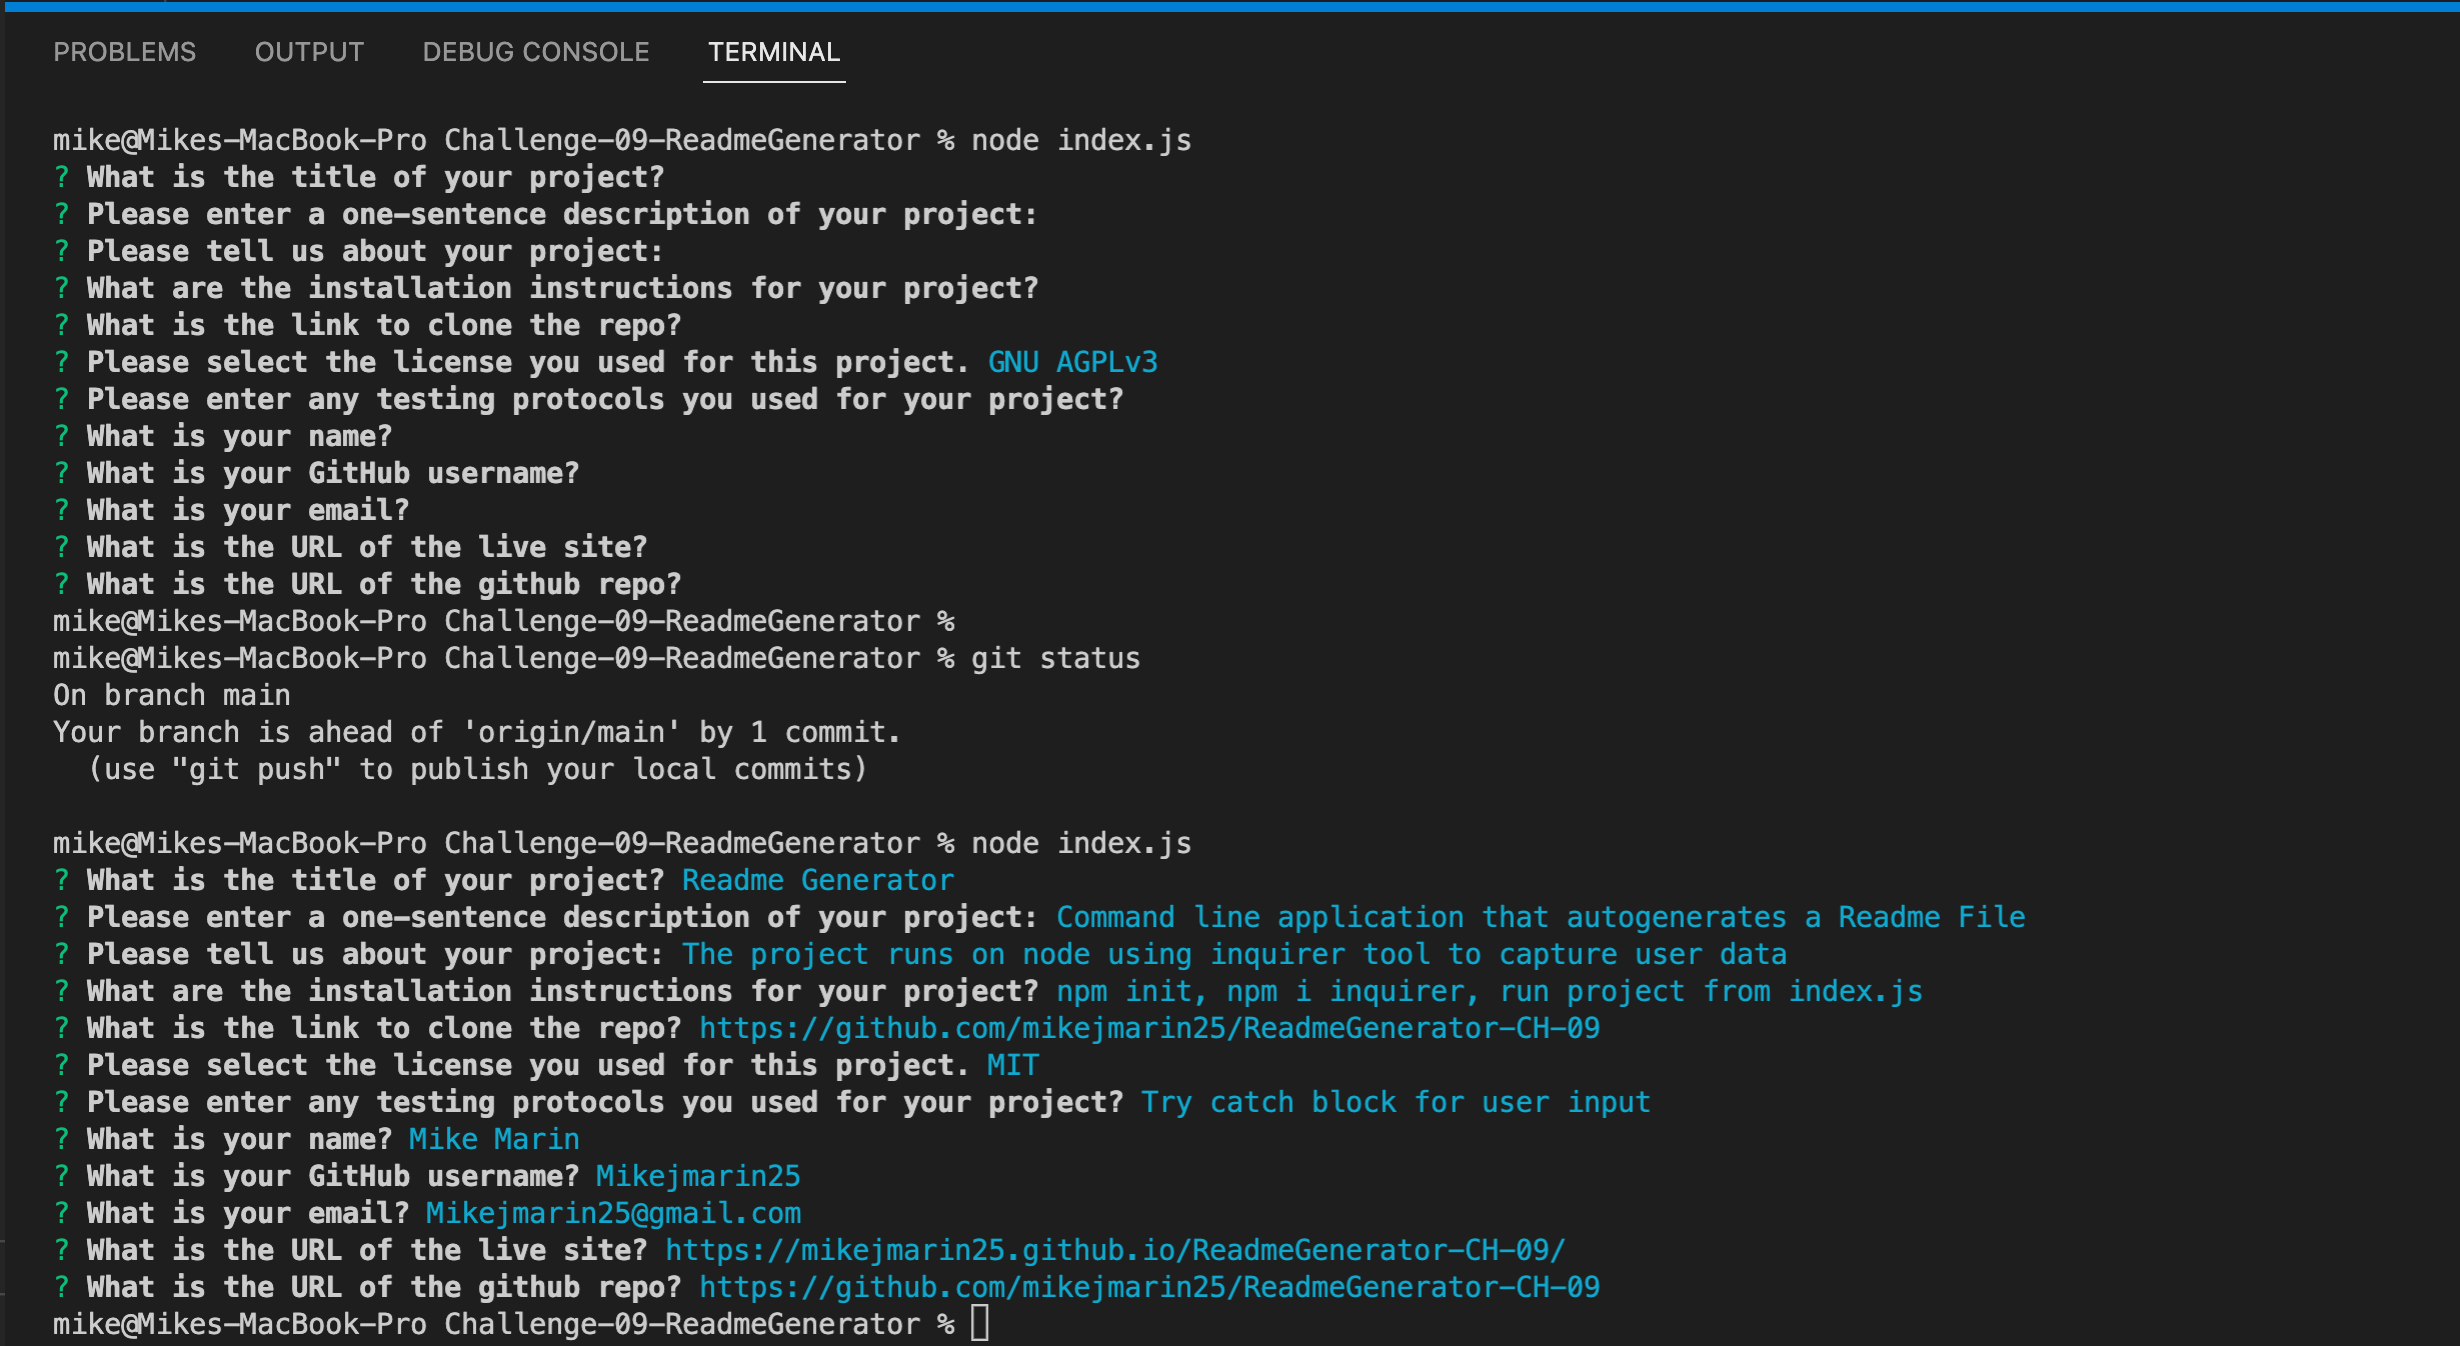 PROBLEMS OUTPUT DEBUG CONSOLE TERMINAL
mike@Mikes-MacBook-Pro Challenge-09-ReadmeGenerator % node index.js
? What is the title of your project?
? Please enter a one-sentence description of your project:
? Please tell us about your project:
? What are the installation instructions for your project?
? What is the link to clone the repo?
? Please select the license you used for this project. GNU AGPLv3
? Please enter any testing protocols you used for your project?
? What is your name?
? What is your GitHub username?
? What is your email?
? What is the URL of the live site?
? What is the URL of the github repo?
mike@Mikes-MacBook-Pro Challenge-09-ReadmeGenerator %
mike@Mikes-MacBook-Pro Challenge-09-ReadmeGenerator % git status
On branch main
Your branch is ahead of 'origin/main' by 1 commit.
  (use "git push" to publish your local commits)
mike@Mikes-MacBook-Pro Challenge-09-ReadmeGenerator % node index.js
? What is the title of your project? Readme Generator
? Please enter a one-sentence description of your project: Command line application that autogenerates a Readme File
? Please tell us about your project: The project runs on node using inquirer tool to capture user data
? What are the installation instructions for your project? npm init, npm i inquirer, run project from index.js
? What is the link to clone the repo? https://github.com/mikejmarin25/ReadmeGenerator-CH-09
? Please select the license you used for this project. MIT
? Please enter any testing protocols you used for your project? Try catch block for user input
? What is your name? Mike Marin
? What is your GitHub username? Mikejmarin25
? What is your email? Mikejmarin25@gmail.com
? What is the URL of the live site? https://mikejmarin25.github.io/ReadmeGenerator-CH-09/
? What is the URL of the github repo? https://github.com/mikejmarin25/ReadmeGenerator-CH-09
mike@Mikes-MacBook-Pro Challenge-09-ReadmeGenerator %